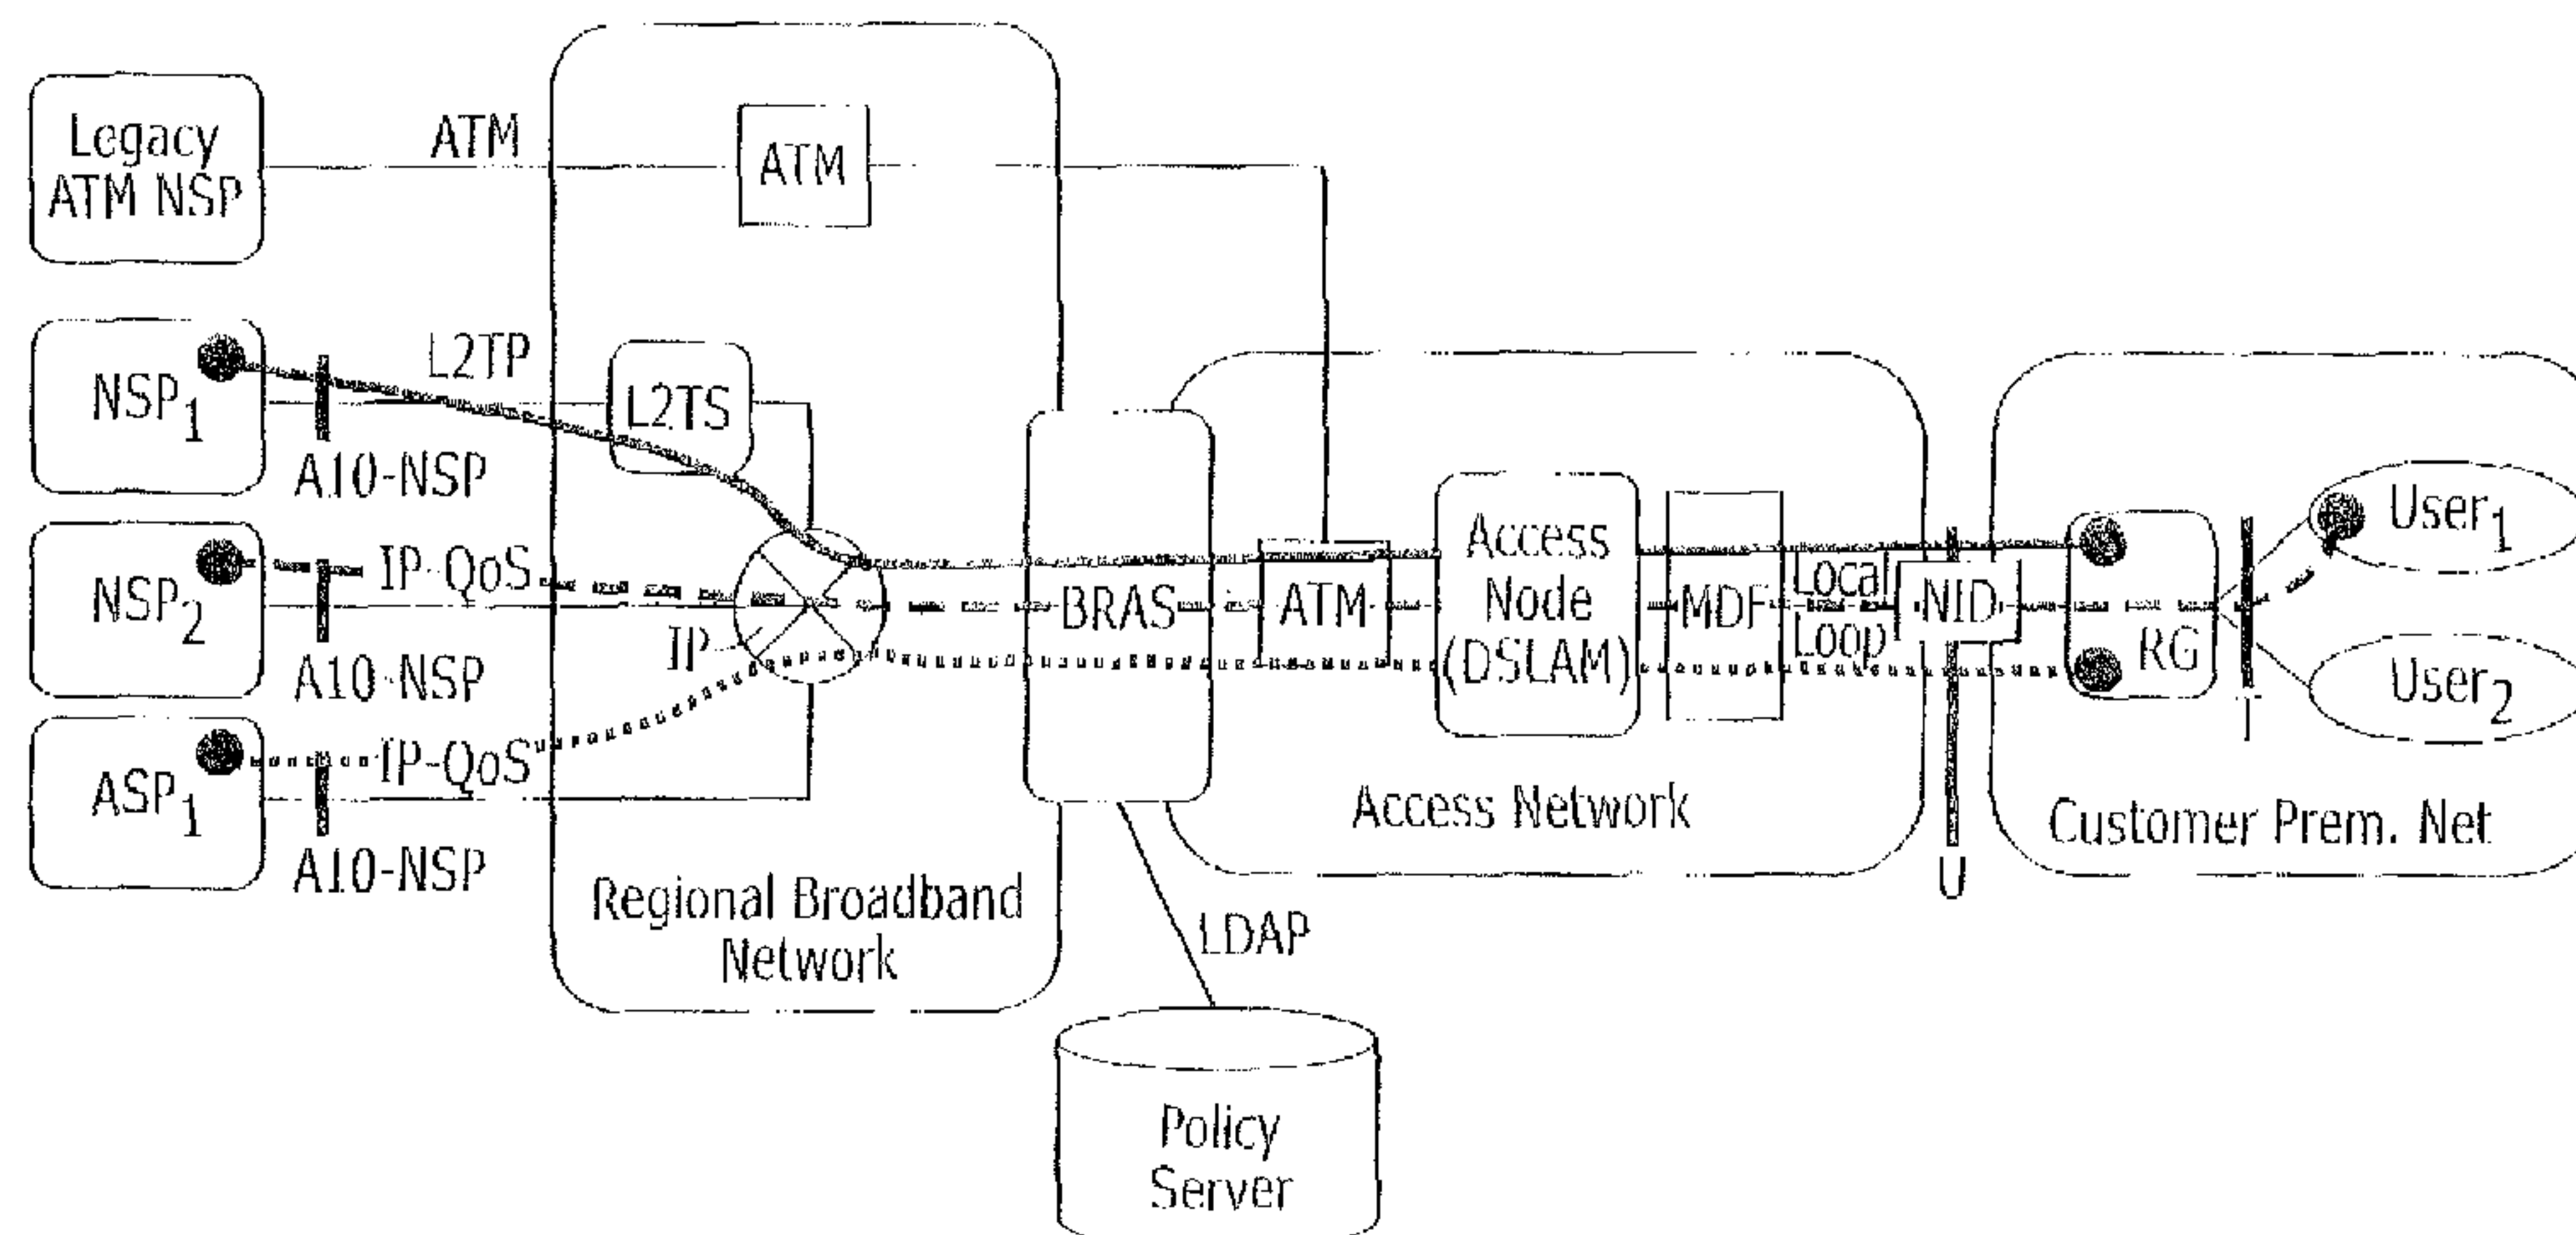 Legacy
ATM NSP
ATM
ATM
NSP1
L2TP
L2TS
A10-NSP
NSP2
IP-QoS
IP
A10-NSP
ASP1
IP-QoS
A10-NSP
Regional Broadband
Network
BRAS
ATM
Access
Node
(DSLAM)
MDF
Local
Loop
NID
Access Network
U
RG
T
User1
User2
Customer Prem. Net
LDAP
Policy
Server